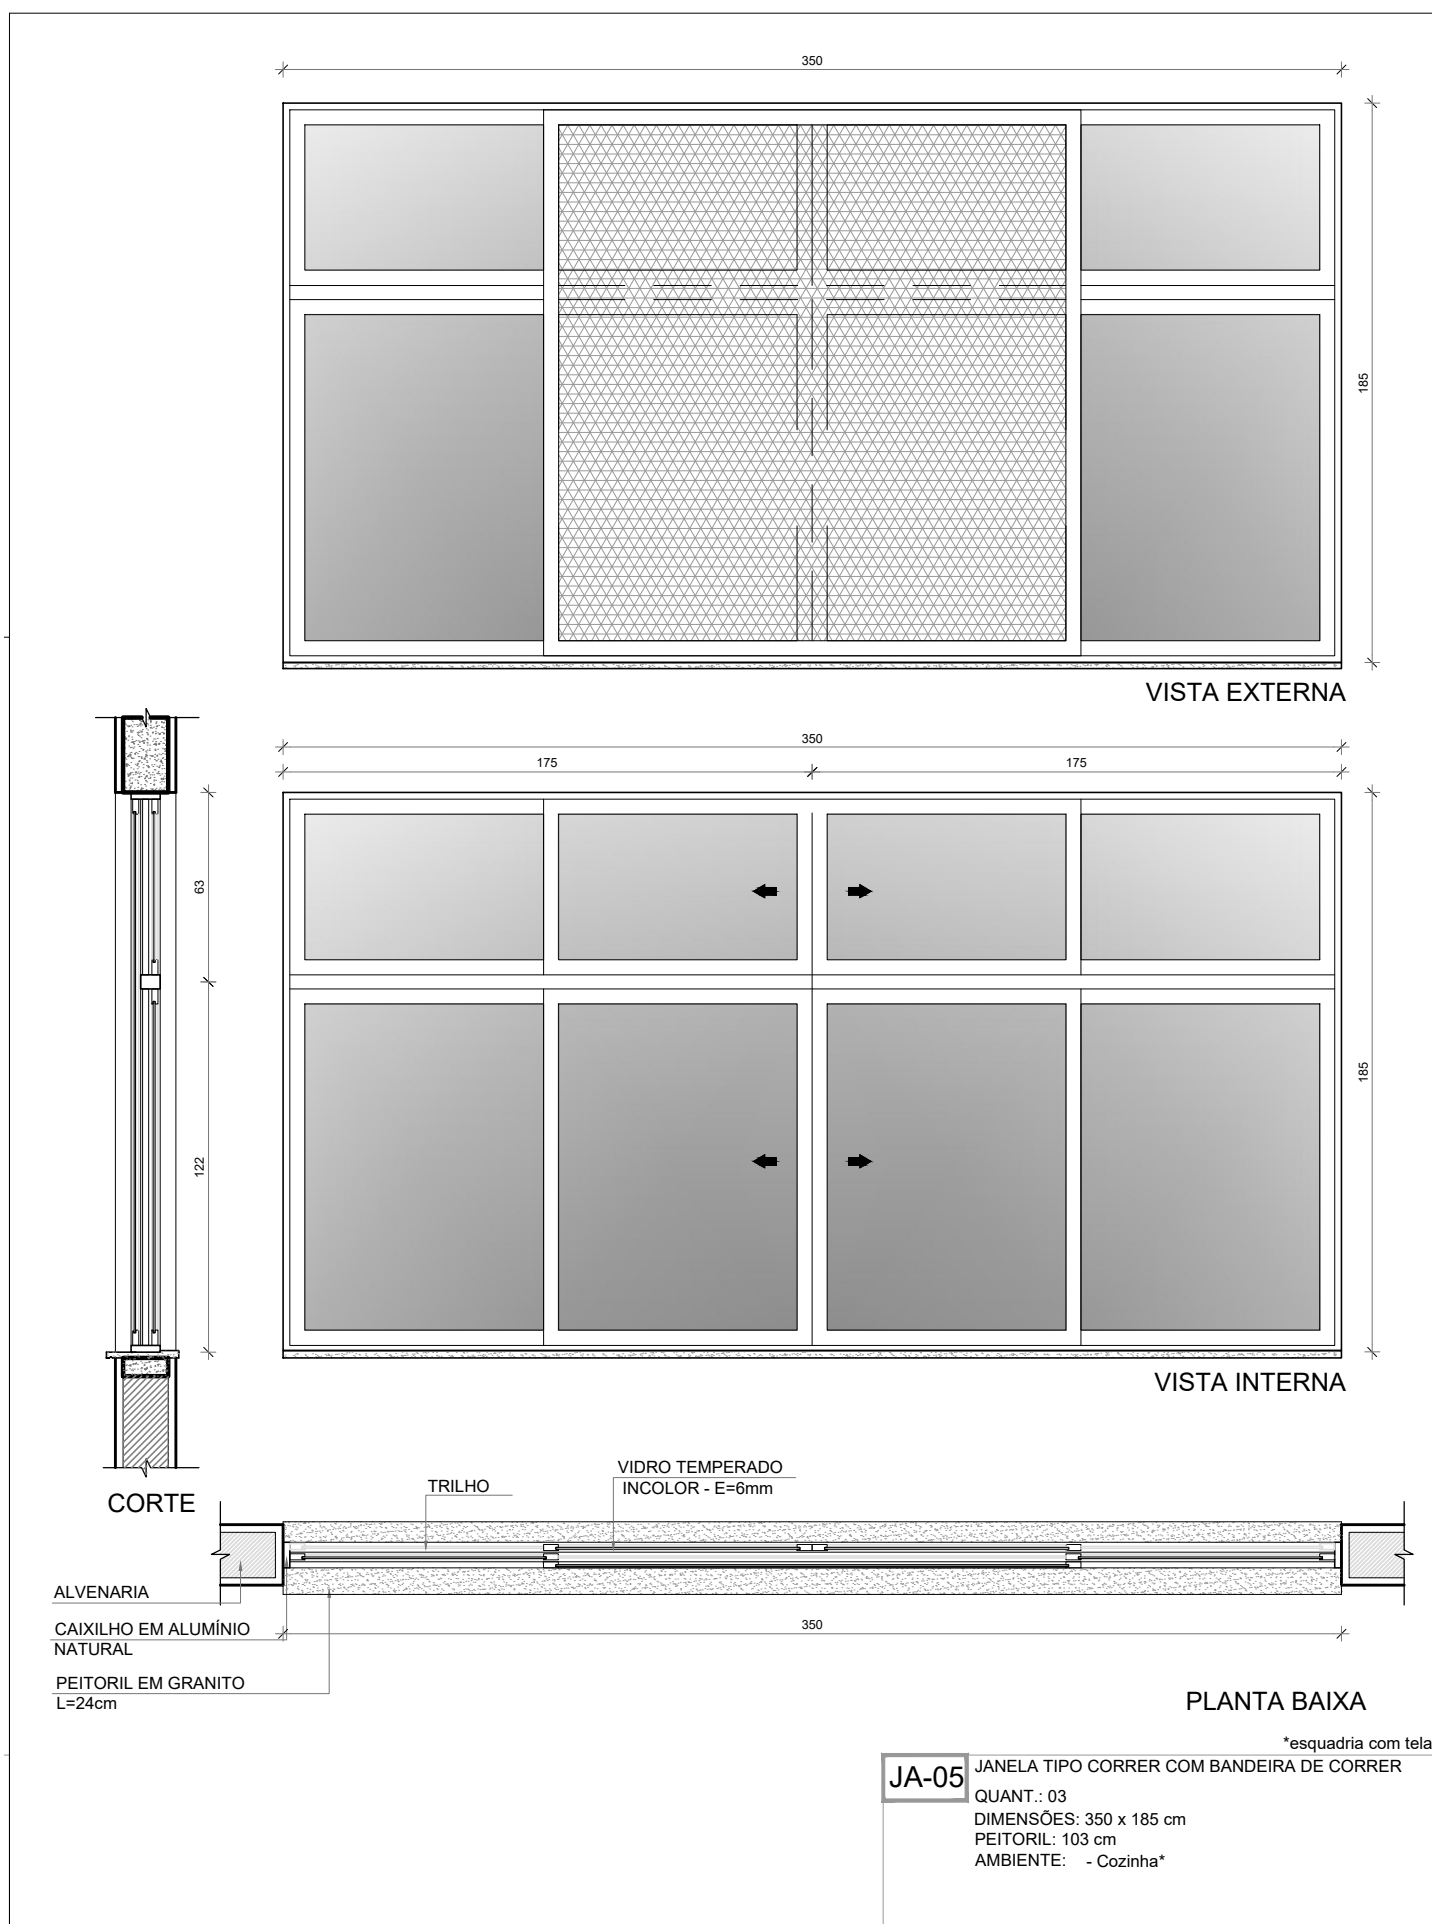 350
185
VISTA EXTERNA
350
175
175
63
122
185
VISTA INTERNA
CORTE
TRILHO
VIDRO TEMPERADO
INCOLOR - E=6mm
ALVENARIA
CAIXILHO EM ALUMÍNIO
NATURAL
350
PEITORIL EM GRANITO
L=24cm
PLANTA BAIXA
*esquadria com tela
JA-05
JANELA TIPO CORRER COM BANDEIRA DE CORRER
QUANT.: 03
DIMENSÕES: 350 x 185 cm
PEITORIL: 103 cm
AMBIENTE: - Cozinha*